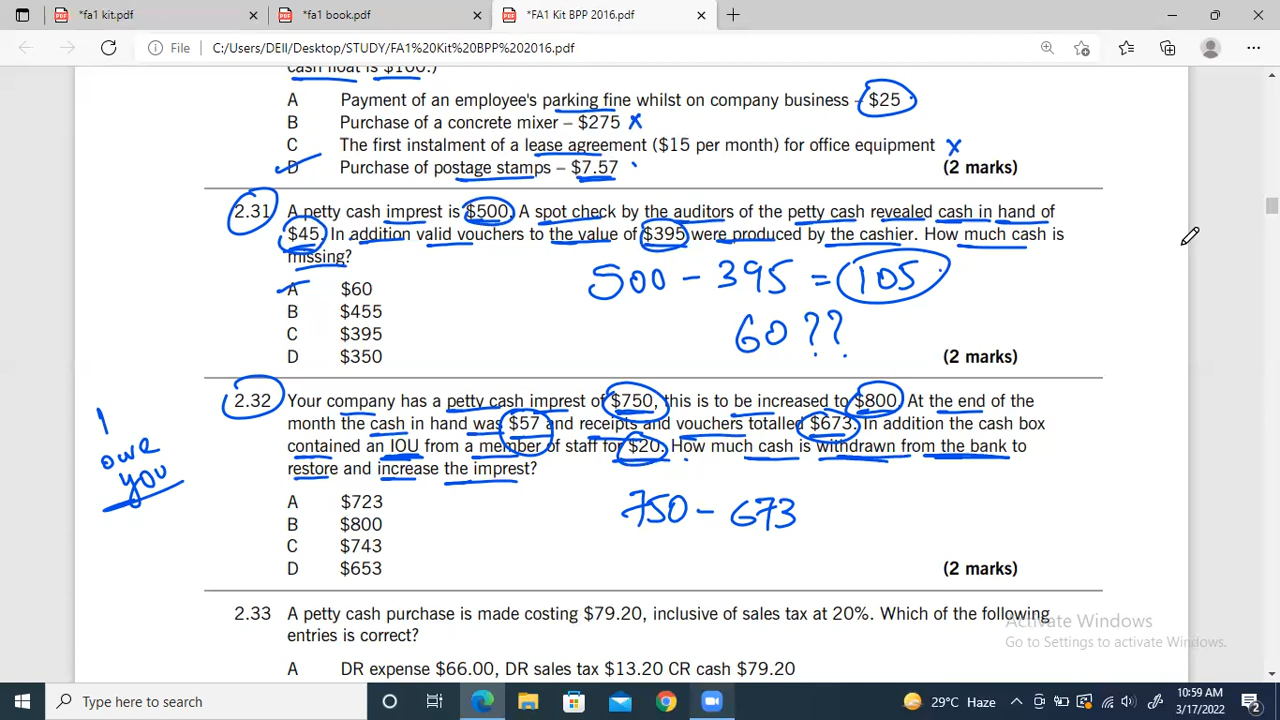 *fa1 kit.pdf
*fa1 book.pdf
*FA1 Kit BPP 2016.pdf
File
C:/Users/DEll/Desktop/STUDY/FA1%20Kit%20BPP%202016.pdf
cash float is $100.)
A Payment of an employee's parking fine whilst on company business – $25
B Purchase of a concrete mixer – $275 x
C The first instalment of a lease agreement ($15 per month) for office equipment x
D Purchase of postage stamps – $7.57 (2 marks)
2.31 A petty cash imprest is $500. A spot check by the auditors of the petty cash revealed cash in hand of
$45. In addition valid vouchers to the value of $395 were produced by the cashier. How much cash is
missing?
500 – 395 = 105
A $60
B $455
60 ??
C $395
D $350 (2 marks)
2.32 Your company has a petty cash imprest of $750, this is to be increased to $800. At the end of the
month the cash in hand was $57 and receipts and vouchers totalled $673. In addition the cash box
contained an IOU from a member of staff for $20. How much cash is withdrawn from the bank to
restore and increase the imprest?
I
owe
you
A $723
750 – 673
B $800
C $743
D $653 (2 marks)
2.33 A petty cash purchase is made costing $79.20, inclusive of sales tax at 20%. Which of the following
entries is correct?
Activate Windows
Go to Settings to activate Windows.
A DR expense $66.00, DR sales tax $13.20 CR cash $79.20
Type here to search
29°C Haze
10:59 AM
3/17/2022
2